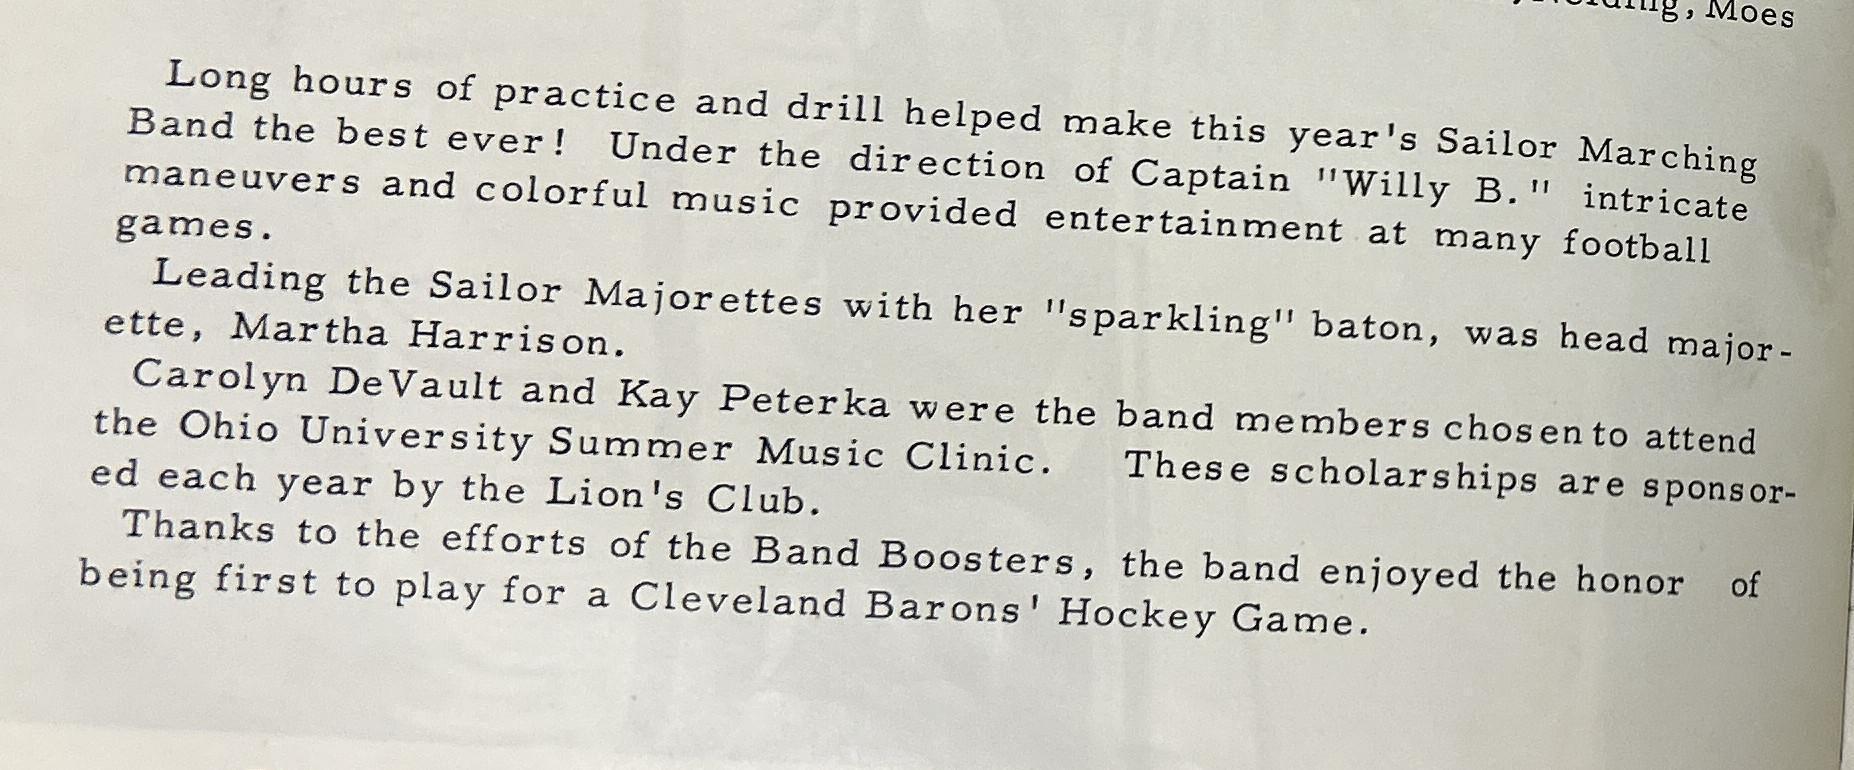 Moes
Long hours of practice and drill helped make this year's Sailor Marching
Band the best ever! Under the direction of Captain "Willy B." intricate
maneuvers and colorful music provided entertainment at many football
games.
Leading the Sailor Majorettes with her "sparkling" baton, was head major-
ette, Martha Harrison.
Carolyn DeVault and Kay Peterka were the band members chosen to attend
the Ohio University Summer Music Clinic. These scholarships are sponsor-
ed each year by the Lion's Club.
Thanks to the efforts of the Band Boosters, the band enjoyed the honor of
being first to play for a Cleveland Barons' Hockey Game.